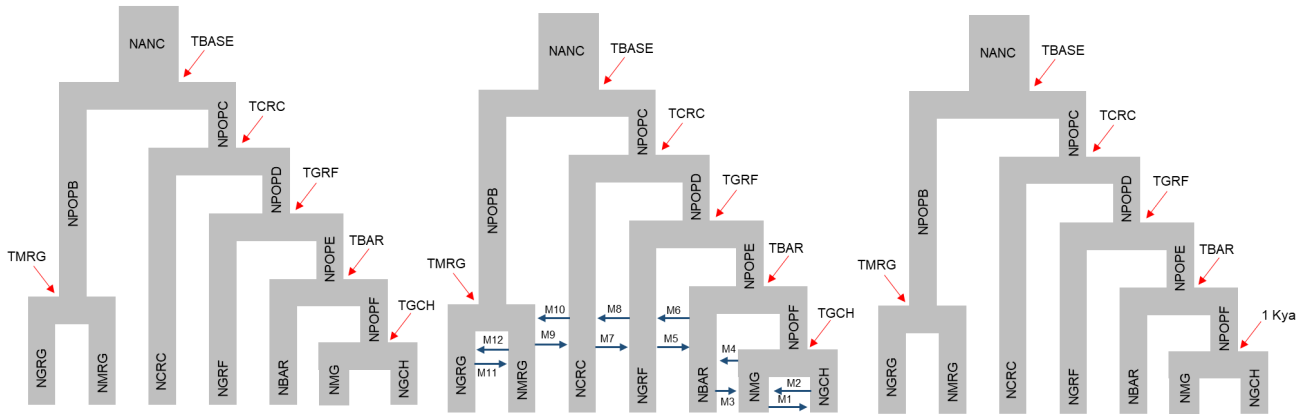 NANC
TBASE
NPOPC
TCRC
NPOPB
NPOPD
TGRF
NPOPE
TBAR
TMRG
NPOPF
TGCH
NGRG
NMRG
NCRC
NGRF
NBAR
NMG
NGCH
NANC
TBASE
NPOPC
TCRC
NPOPB
NPOPD
TGRF
NPOPE
TBAR
TMRG
NPOPF
TGCH
M10
M8
M6
M12
M9
M7
M5
M4
M11
M3
M2
M1
NGRG
NMRG
NCRC
NGRF
NBAR
NMG
NGCH
NANC
TBASE
NPOPC
TCRC
NPOPB
NPOPD
TGRF
NPOPE
TBAR
TMRG
NPOPF
1 Kya
NGRG
NMRG
NCRC
NGRF
NBAR
NMG
NGCH